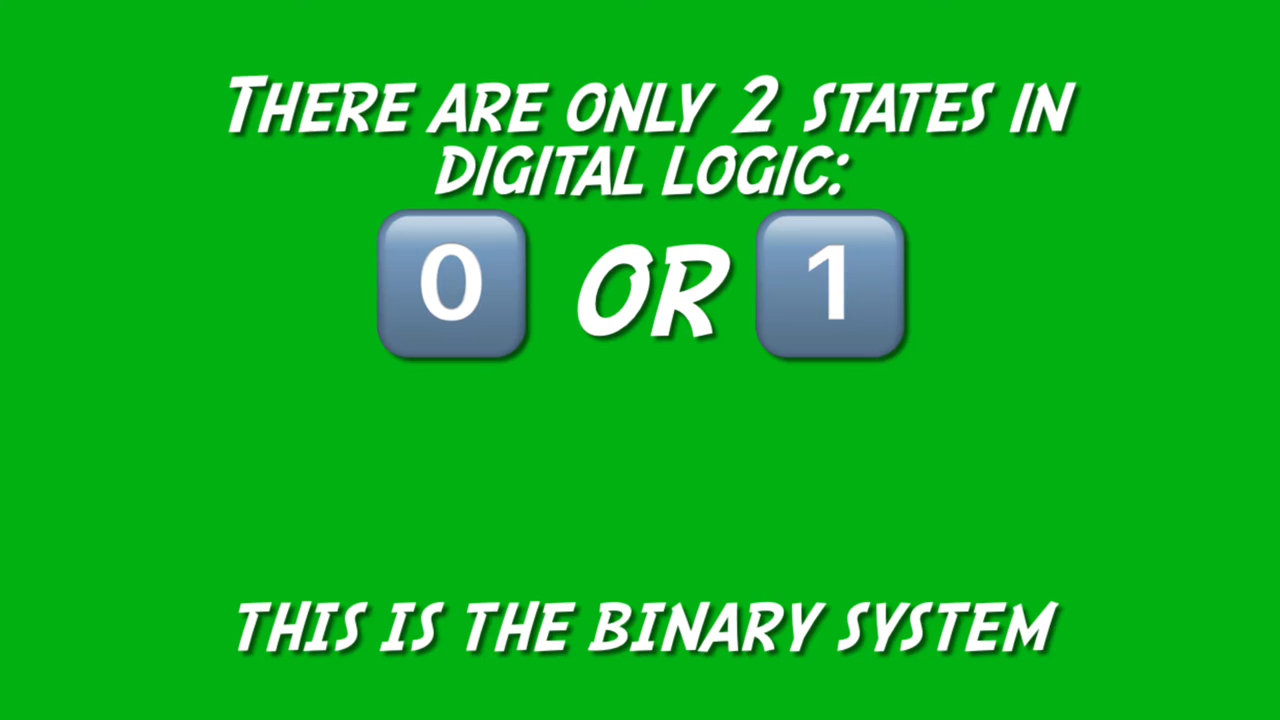 THERE ARE ONLY 2 STATES IN
DIGITAL LOGIC:
0 OR 1
THIS IS THE BINARY SYSTEM